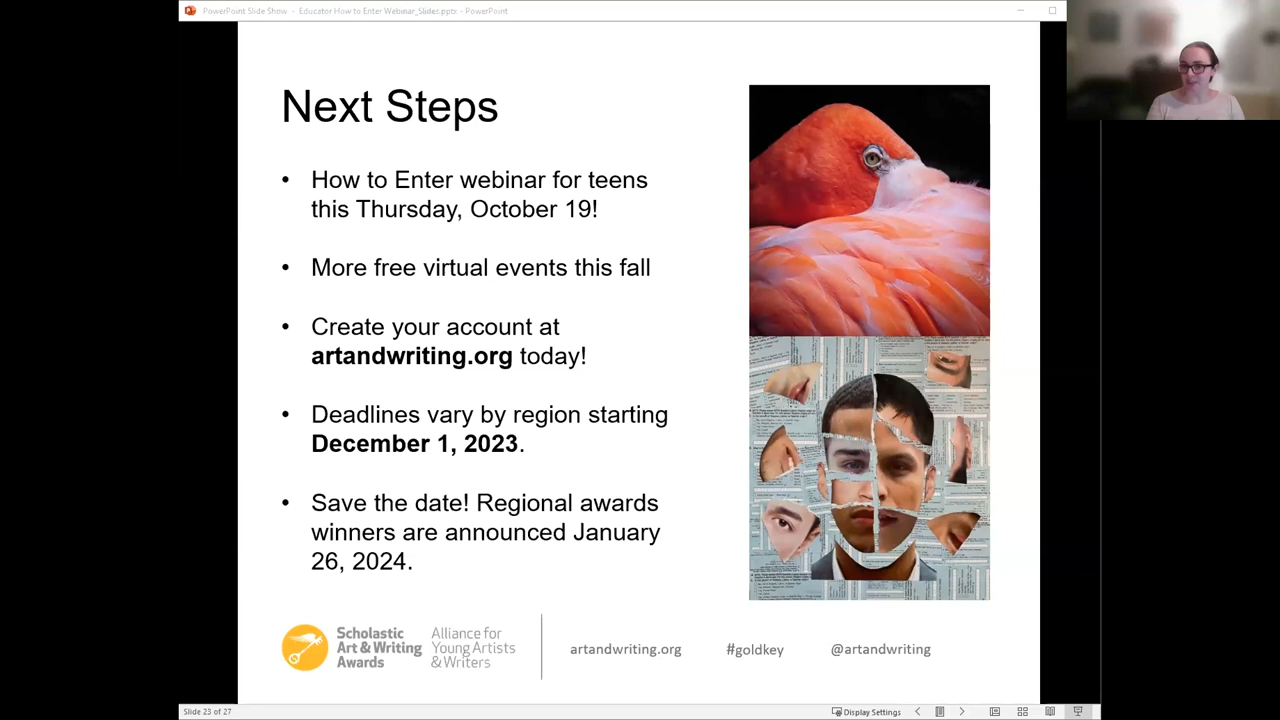 PowerPoint Slide Show - Educator How to Enter Webinar_Slides.pptx - PowerPoint
Next Steps
• How to Enter webinar for teens
this Thursday, October 19!
• More free virtual events this fall
• Create your account at
artandwriting.org today!
• Deadlines vary by region starting
December 1, 2023.
• Save the date! Regional awards
winners are announced January
26, 2024.
Scholastic
Art & Writing
Awards
Alliance for
Young Artists
& Writers
artandwriting.org
#goldkey
@artandwriting
Slide 23 of 27
Display Settings